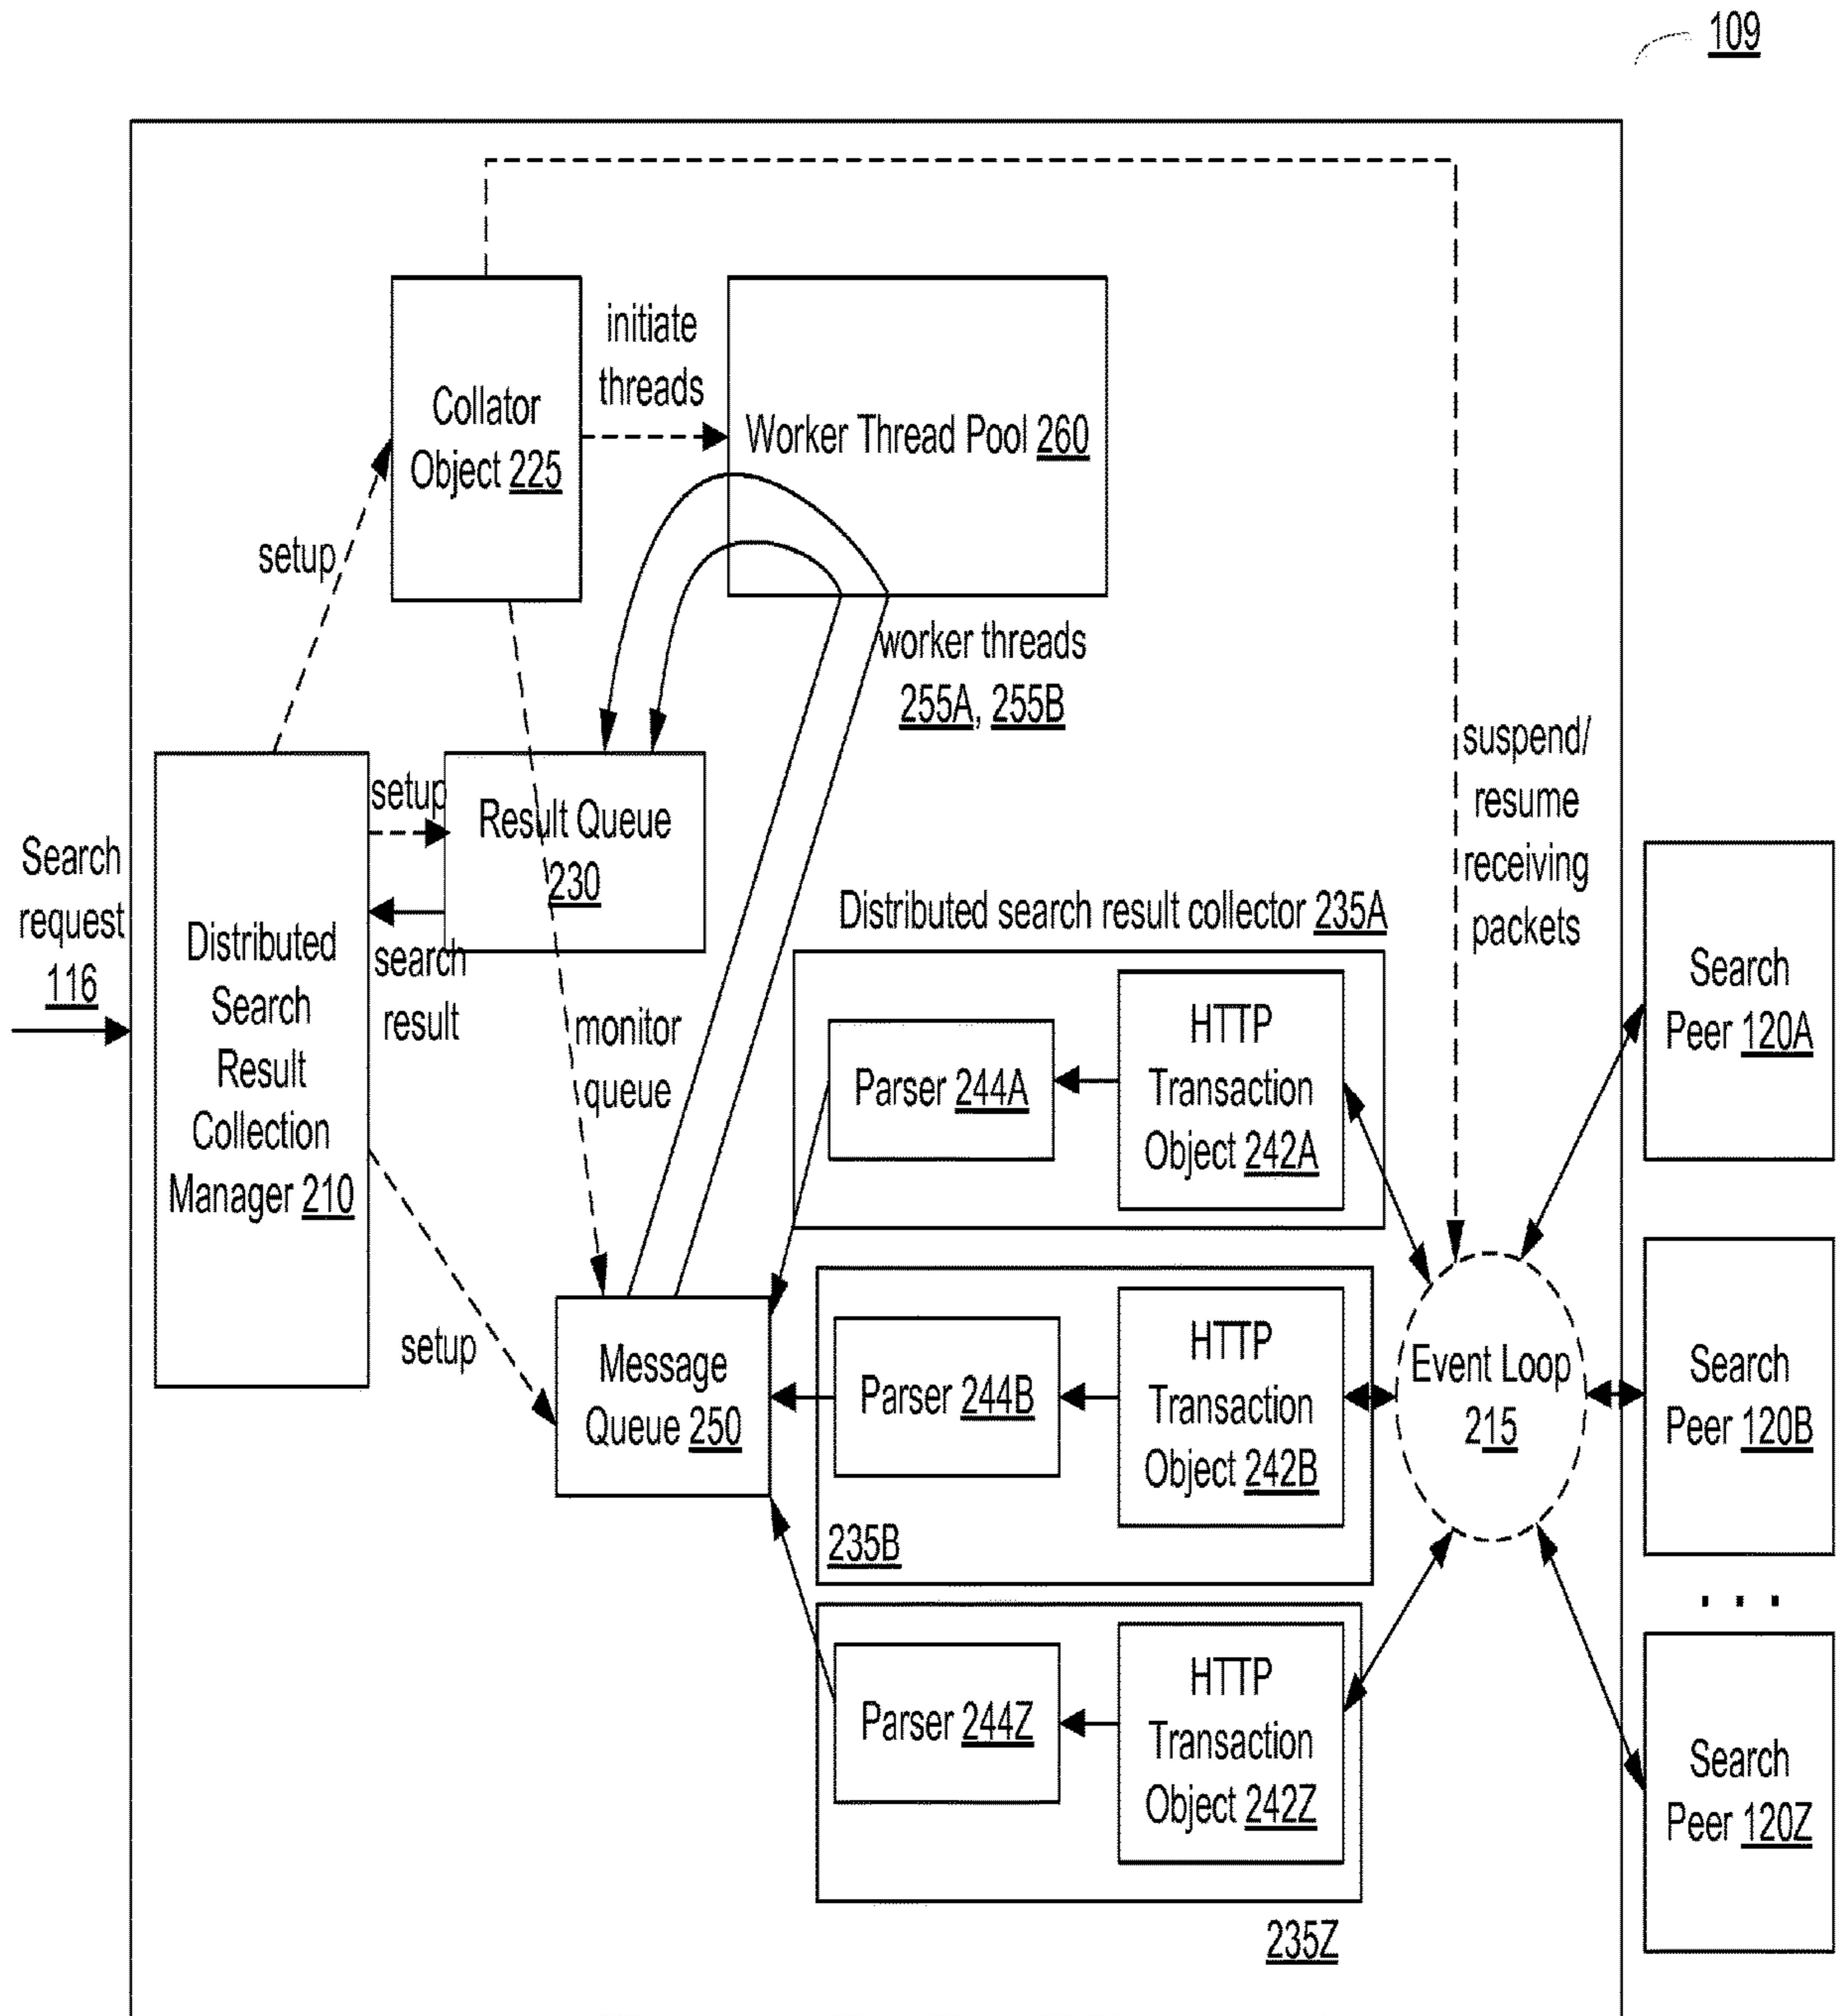 109
initiate
threads
Collator
Object 225
Worker Thread Pool 260
setup
worker threads
255A, 255B
suspend/
resume
receiving
packets
setup
Result Queue
230
Search
request
116
Distributed
Search
Result
Collection
Manager 210
search
result
monitor
queue
Distributed search result collector 235A
Parser 244A
HTTP
Transaction
Object 242A
Search
Peer 120A
setup
Message
Queue 250
Parser 244B
HTTP
Transaction
Object 242B
235B
Event Loop
215
Search
Peer 120B
. . .
Parser 244Z
HTTP
Transaction
Object 242Z
235Z
Search
Peer 120Z